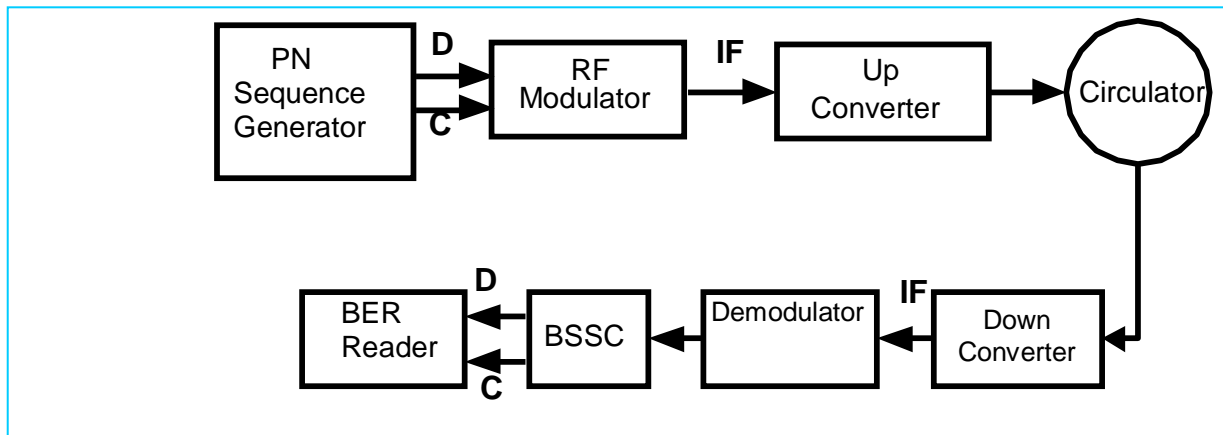 PN
Sequence
Generator
D
C
RF
Modulator
IF
Up
Converter
Circulator
BER
Reader
D
C
BSSC
Demodulator
IF
Down
Converter